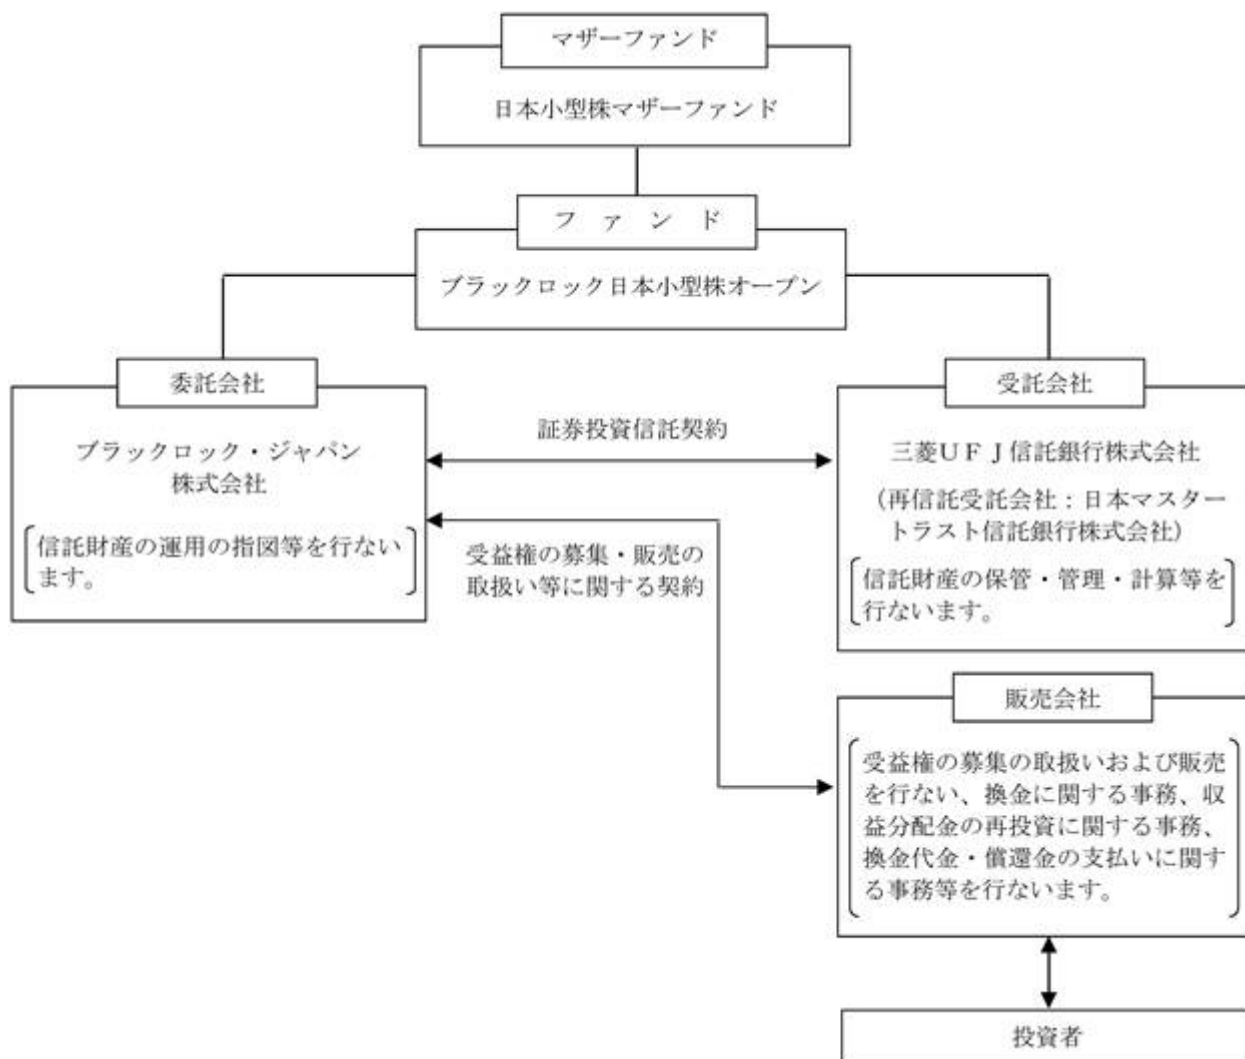 マザーファンド
日本小型株マザーファンド
ファンド
ブラックロック日本小型株オープン
委託会社
ブラックロック・ジャパン
株式会社
信託財産の運用の指図等を行ない
ます。
証券投資信託契約
受益権の募集・販売の
取扱い等に関する契約
受託会社
三菱UFJ信託銀行株式会社
(再信託受託会社:日本マスター
トラスト信託銀行株式会社)
信託財産の保管・管理・計算等を
行ないます。
販売会社
受益権の募集の取扱いおよび販売
を行ない、換金に関する事務、収
益分配金の再投資に関する事務、
換金代金・償還金の支払いに関す
る事務等を行ないます。
投資者